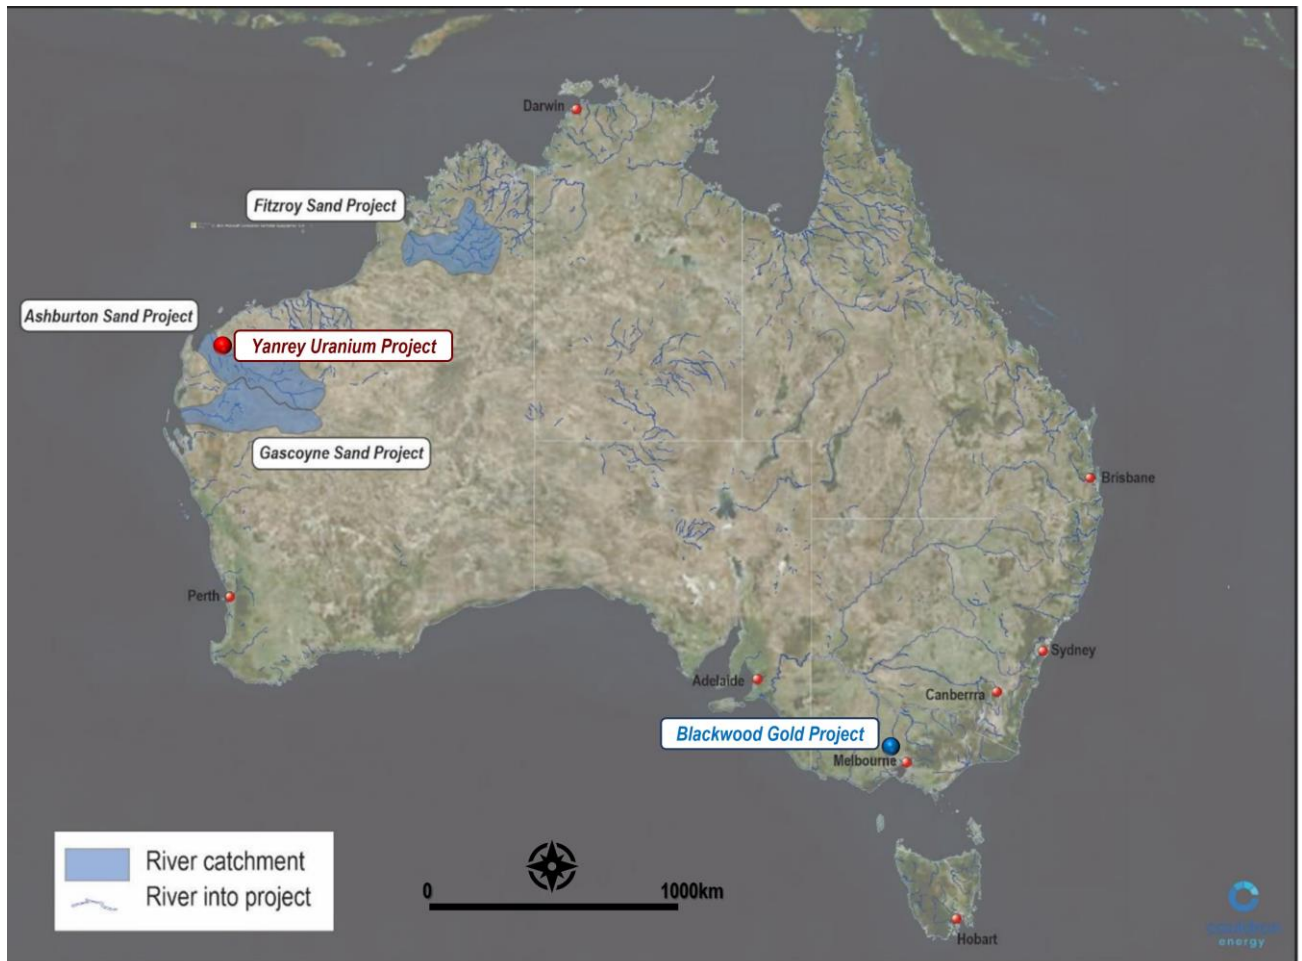 Darwin
Fitzroy Sand Project
Ashburton Sand Project
Yanrey Uranium Project
Gascoyne Sand Project
Brisbane
Perth
Sydney
Adelaide
Canberrra
Blackwood Gold Project
Melbourne
River catchment
River into project
0 1000km
Hobart
energy